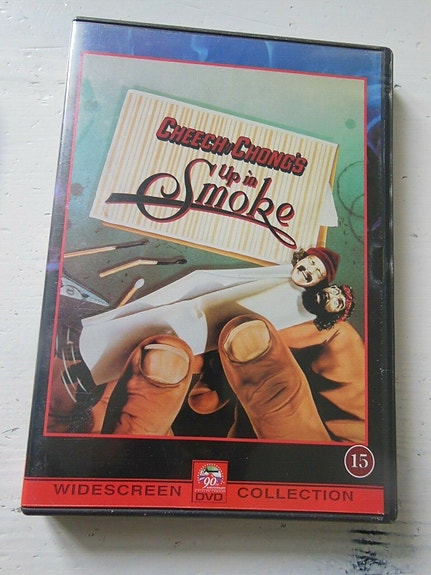 CHEECH & CHONG'S
Up in
Smoke
15
WIDESCREEN
90th
DVD
COLLECTION